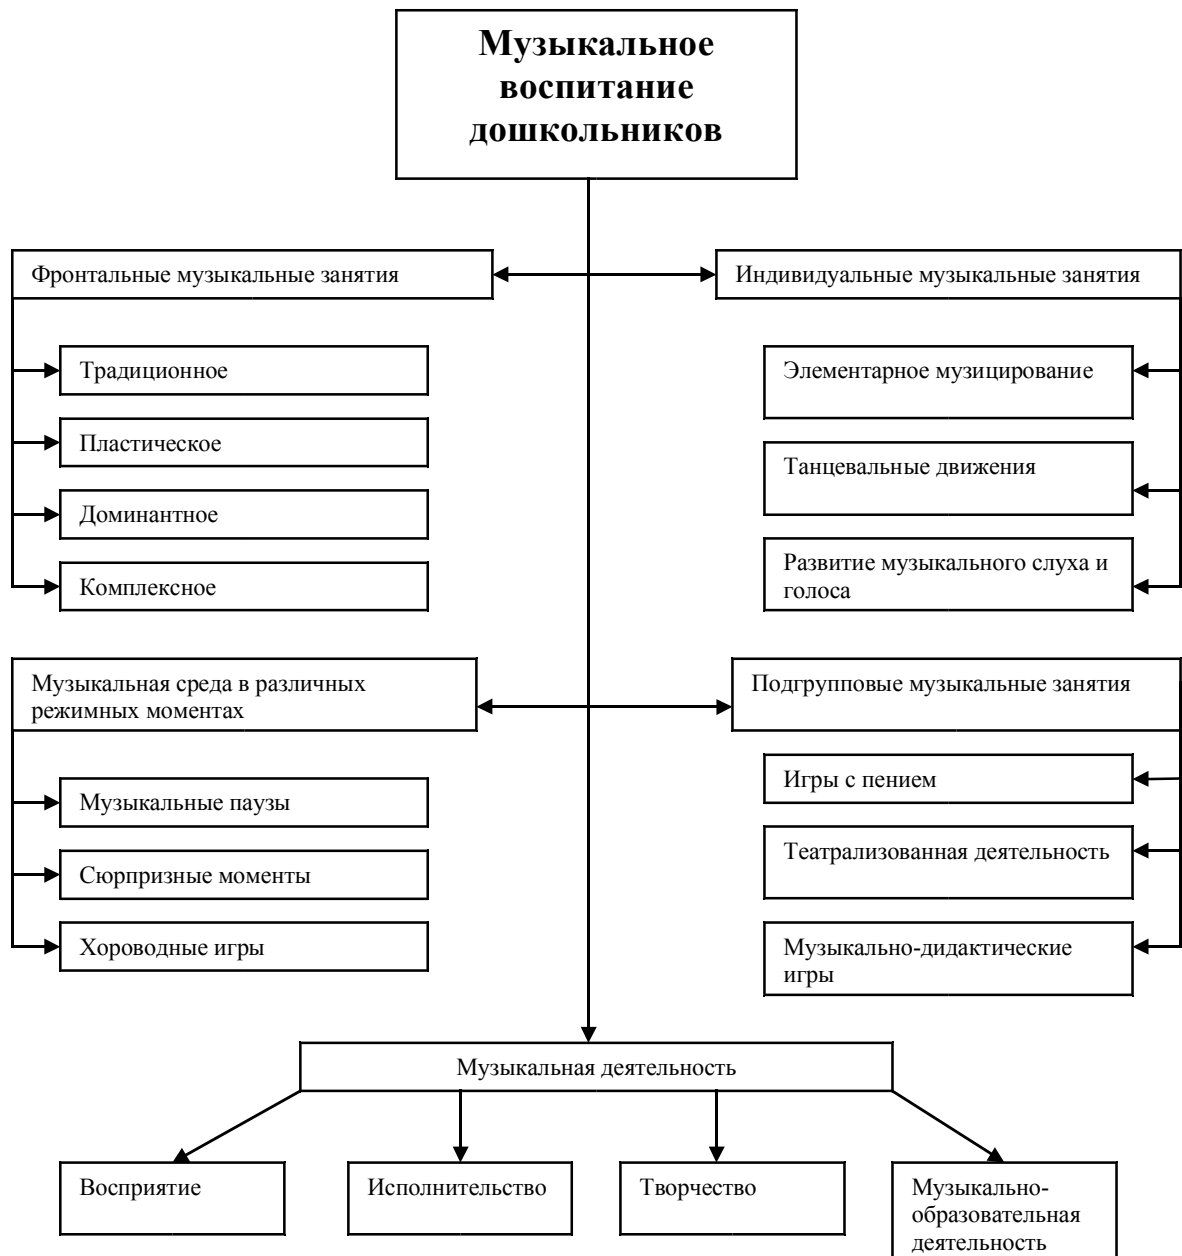 Музыкальное
воспитание
дошкольников
Фронтальные музыкальные занятия
Индивидуальные музыкальные занятия
Традиционное
Пластическое
Доминантное
Комплексное
Элементарное музицирование
Танцевальные движения
Развитие музыкального слуха и
голоса
Музыкальная среда в различных
режимных моментах
Подгрупповые музыкальные занятия
Музыкальные паузы
Сюрпризные моменты
Хороводные игры
Игры с пением
Театрализованная деятельность
Музыкально-дидактические
игры
Музыкальная деятельность
Восприятие
Исполнительство
Творчество
Музыкально-
образовательная
деятельность